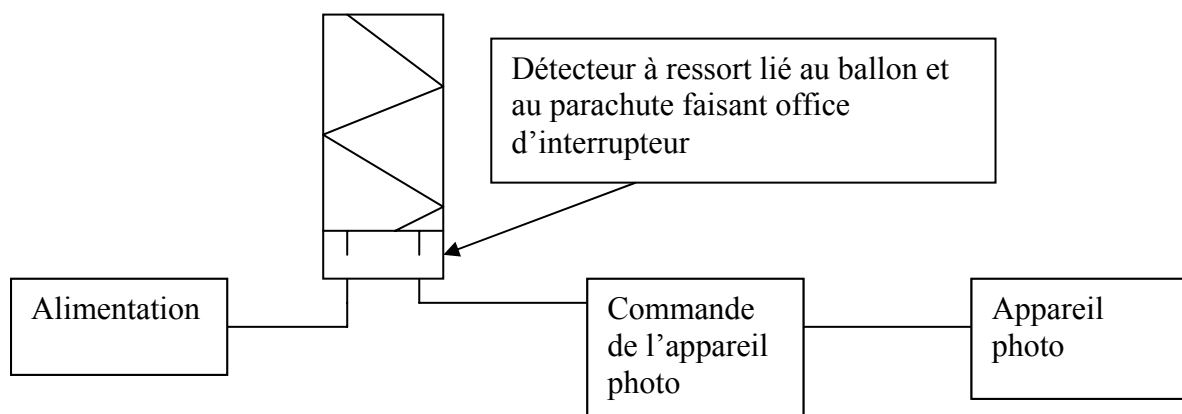 Détecteur à ressort lié au ballon et
au parachute faisant office
d’interrupteur
Alimentation
Commande
de l’appareil
photo
Appareil
photo